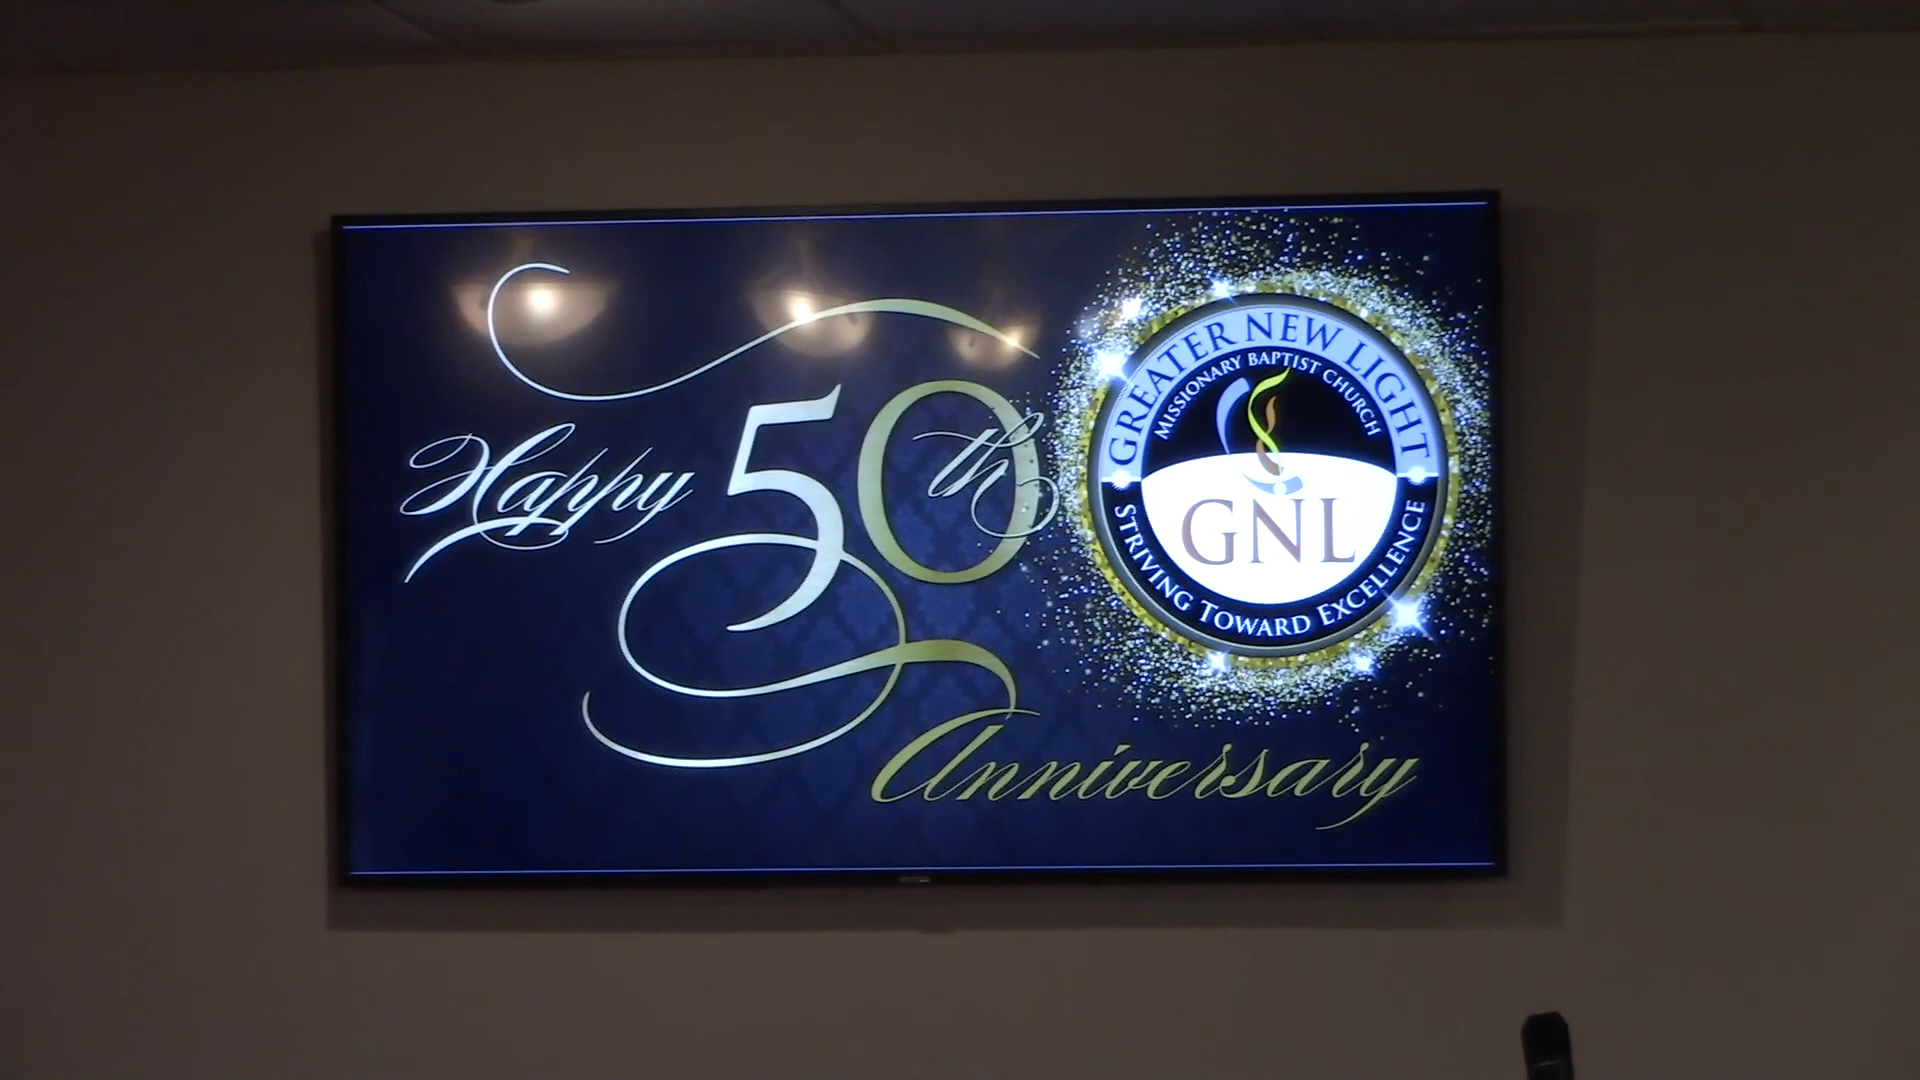 Happy 50th
Anniversary
GREATER NEW LIGHT
MISSIONARY BAPTIST CHURCH
GNL
STRIVING TOWARD EXCELLENCE